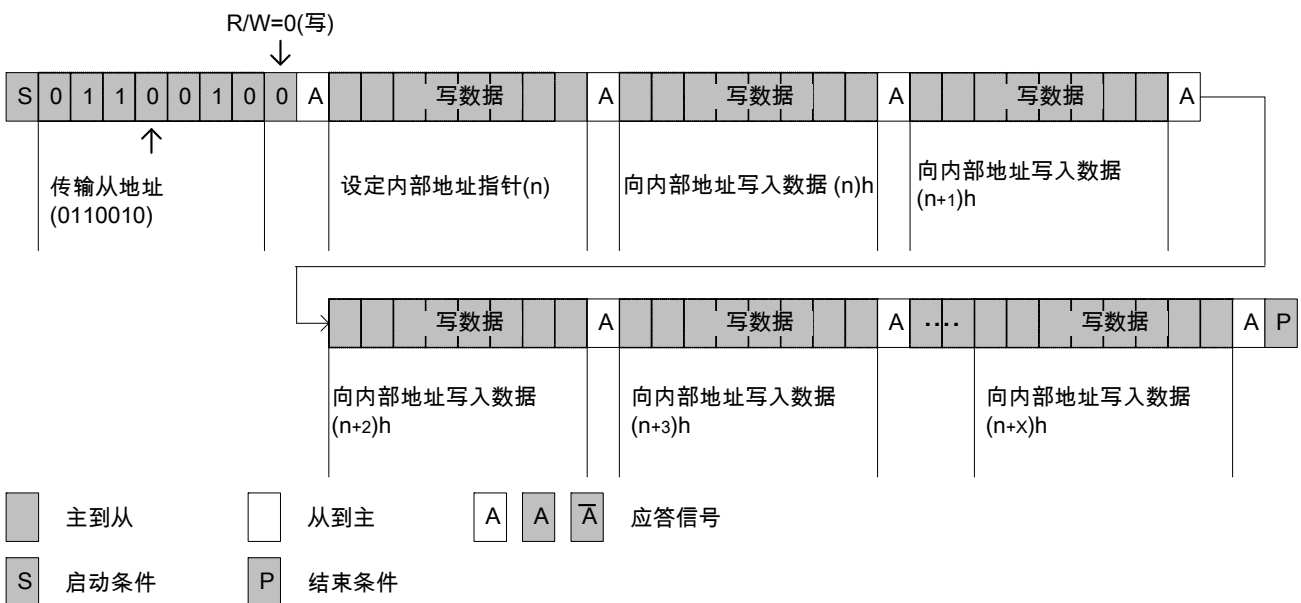 R/W=0(写)
S 0 1 1 0 0 1 0 0 A 写数据 A 写数据 A 写数据 A
传输从地址
(0110010)
设定内部地址指针(n)
向内部地址写入数据 (n)h
向内部地址写入数据
(n+1)h
写数据 A 写数据 A ···· 写数据 A P
向内部地址写入数据
(n+2)h
向内部地址写入数据
(n+3)h
向内部地址写入数据
(n+X)h
主到从 从到主 A A A̅ 应答信号
S 启动条件 P 结束条件